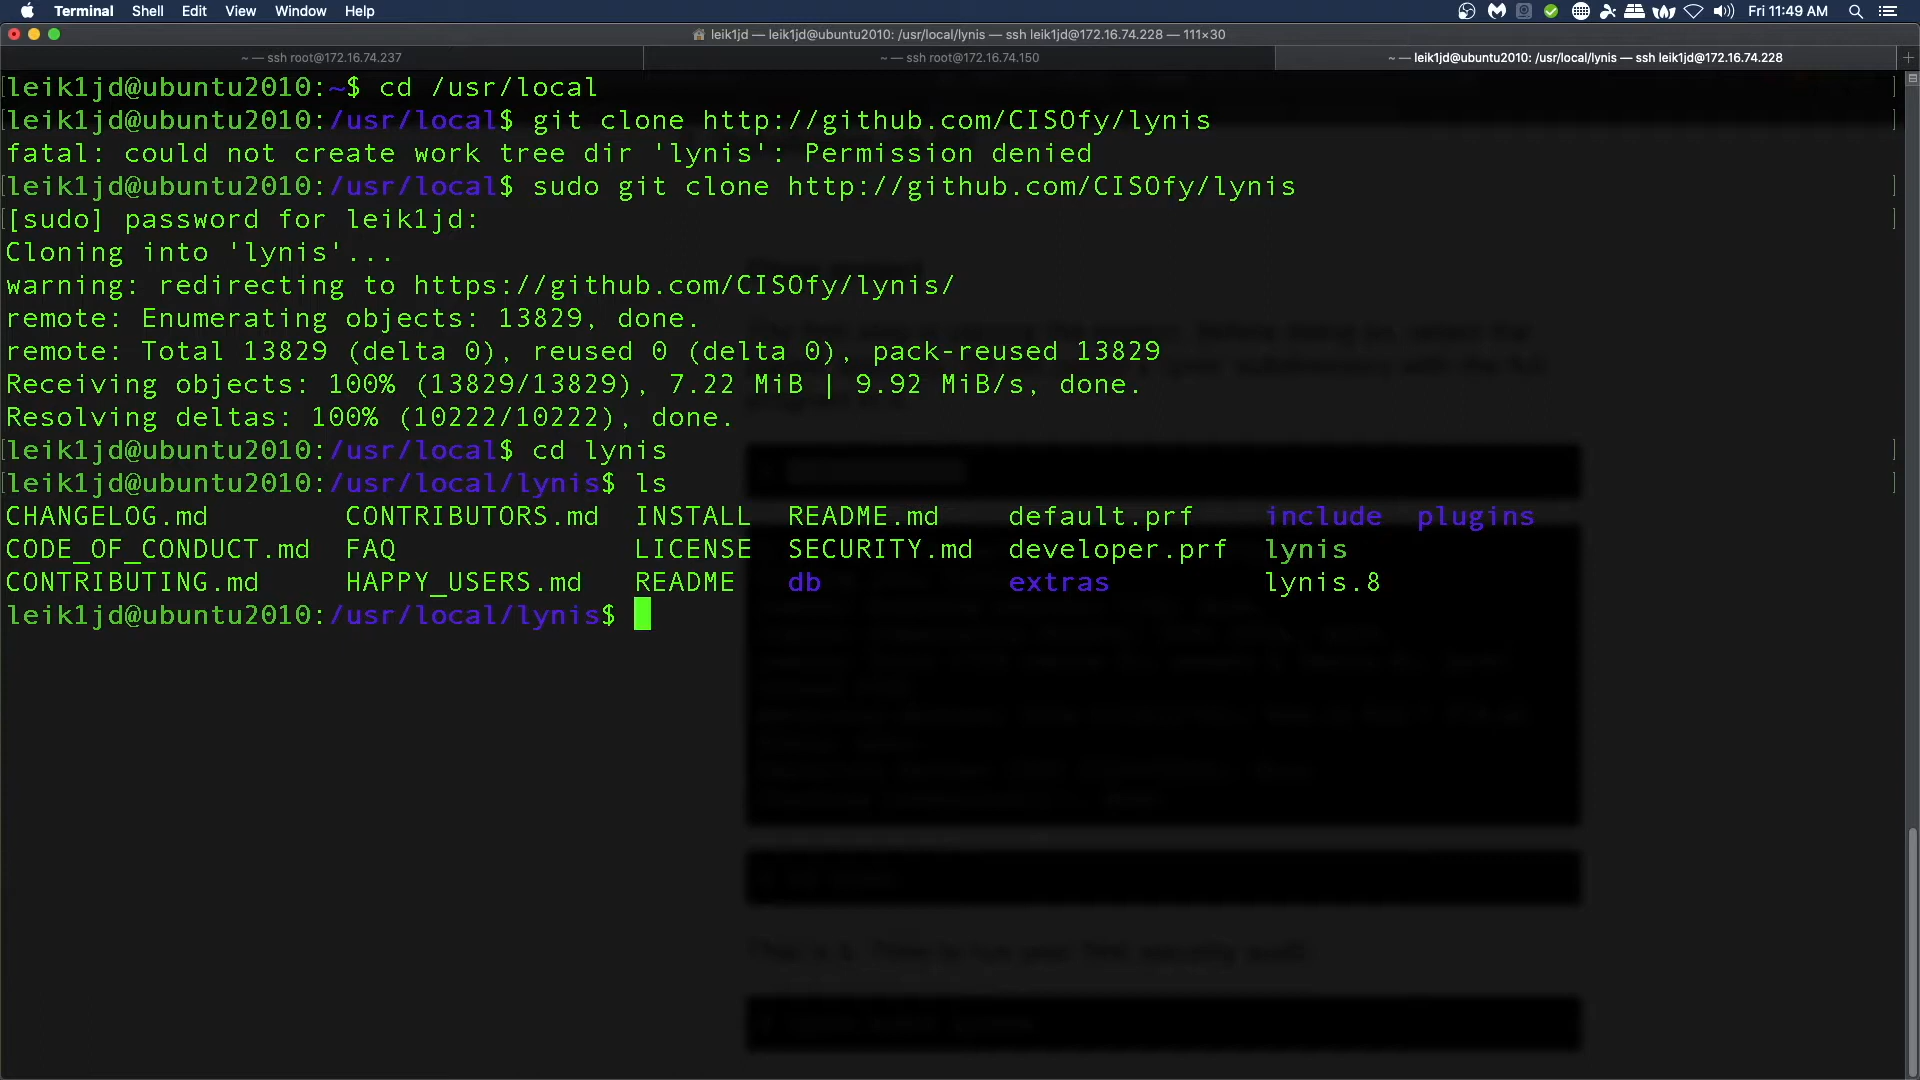 Terminal Shell Edit View Window Help Fri 11:49 AM
leik1jd — leik1jd@ubuntu2010: /usr/local/lynis — ssh leik1jd@172.16.74.228 — 111×30
~ — ssh root@172.16.74.237 ~ — ssh root@172.16.74.150 ~ — leik1jd@ubuntu2010: /usr/local/lynis — ssh leik1jd@172.16.74.228 +
[leik1jd@ubuntu2010:~$ cd /usr/local ]
[leik1jd@ubuntu2010:/usr/local$ git clone http://github.com/CISOfy/lynis ]
fatal: could not create work tree dir 'lynis': Permission denied
[leik1jd@ubuntu2010:/usr/local$ sudo git clone http://github.com/CISOfy/lynis ]
[[sudo] password for leik1jd: ]
Cloning into 'lynis'...
warning: redirecting to https://github.com/CISOfy/lynis/
remote: Enumerating objects: 13829, done.
remote: Total 13829 (delta 0), reused 0 (delta 0), pack-reused 13829
Receiving objects: 100% (13829/13829), 7.22 MiB | 9.92 MiB/s, done.
Resolving deltas: 100% (10222/10222), done.
[leik1jd@ubuntu2010:/usr/local$ cd lynis ]
[leik1jd@ubuntu2010:/usr/local/lynis$ ls ]
CHANGELOG.md CONTRIBUTORS.md INSTALL README.md default.prf include plugins
CODE_OF_CONDUCT.md FAQ LICENSE SECURITY.md developer.prf lynis
CONTRIBUTING.md HAPPY_USERS.md README db extras lynis.8
leik1jd@ubuntu2010:/usr/local/lynis$